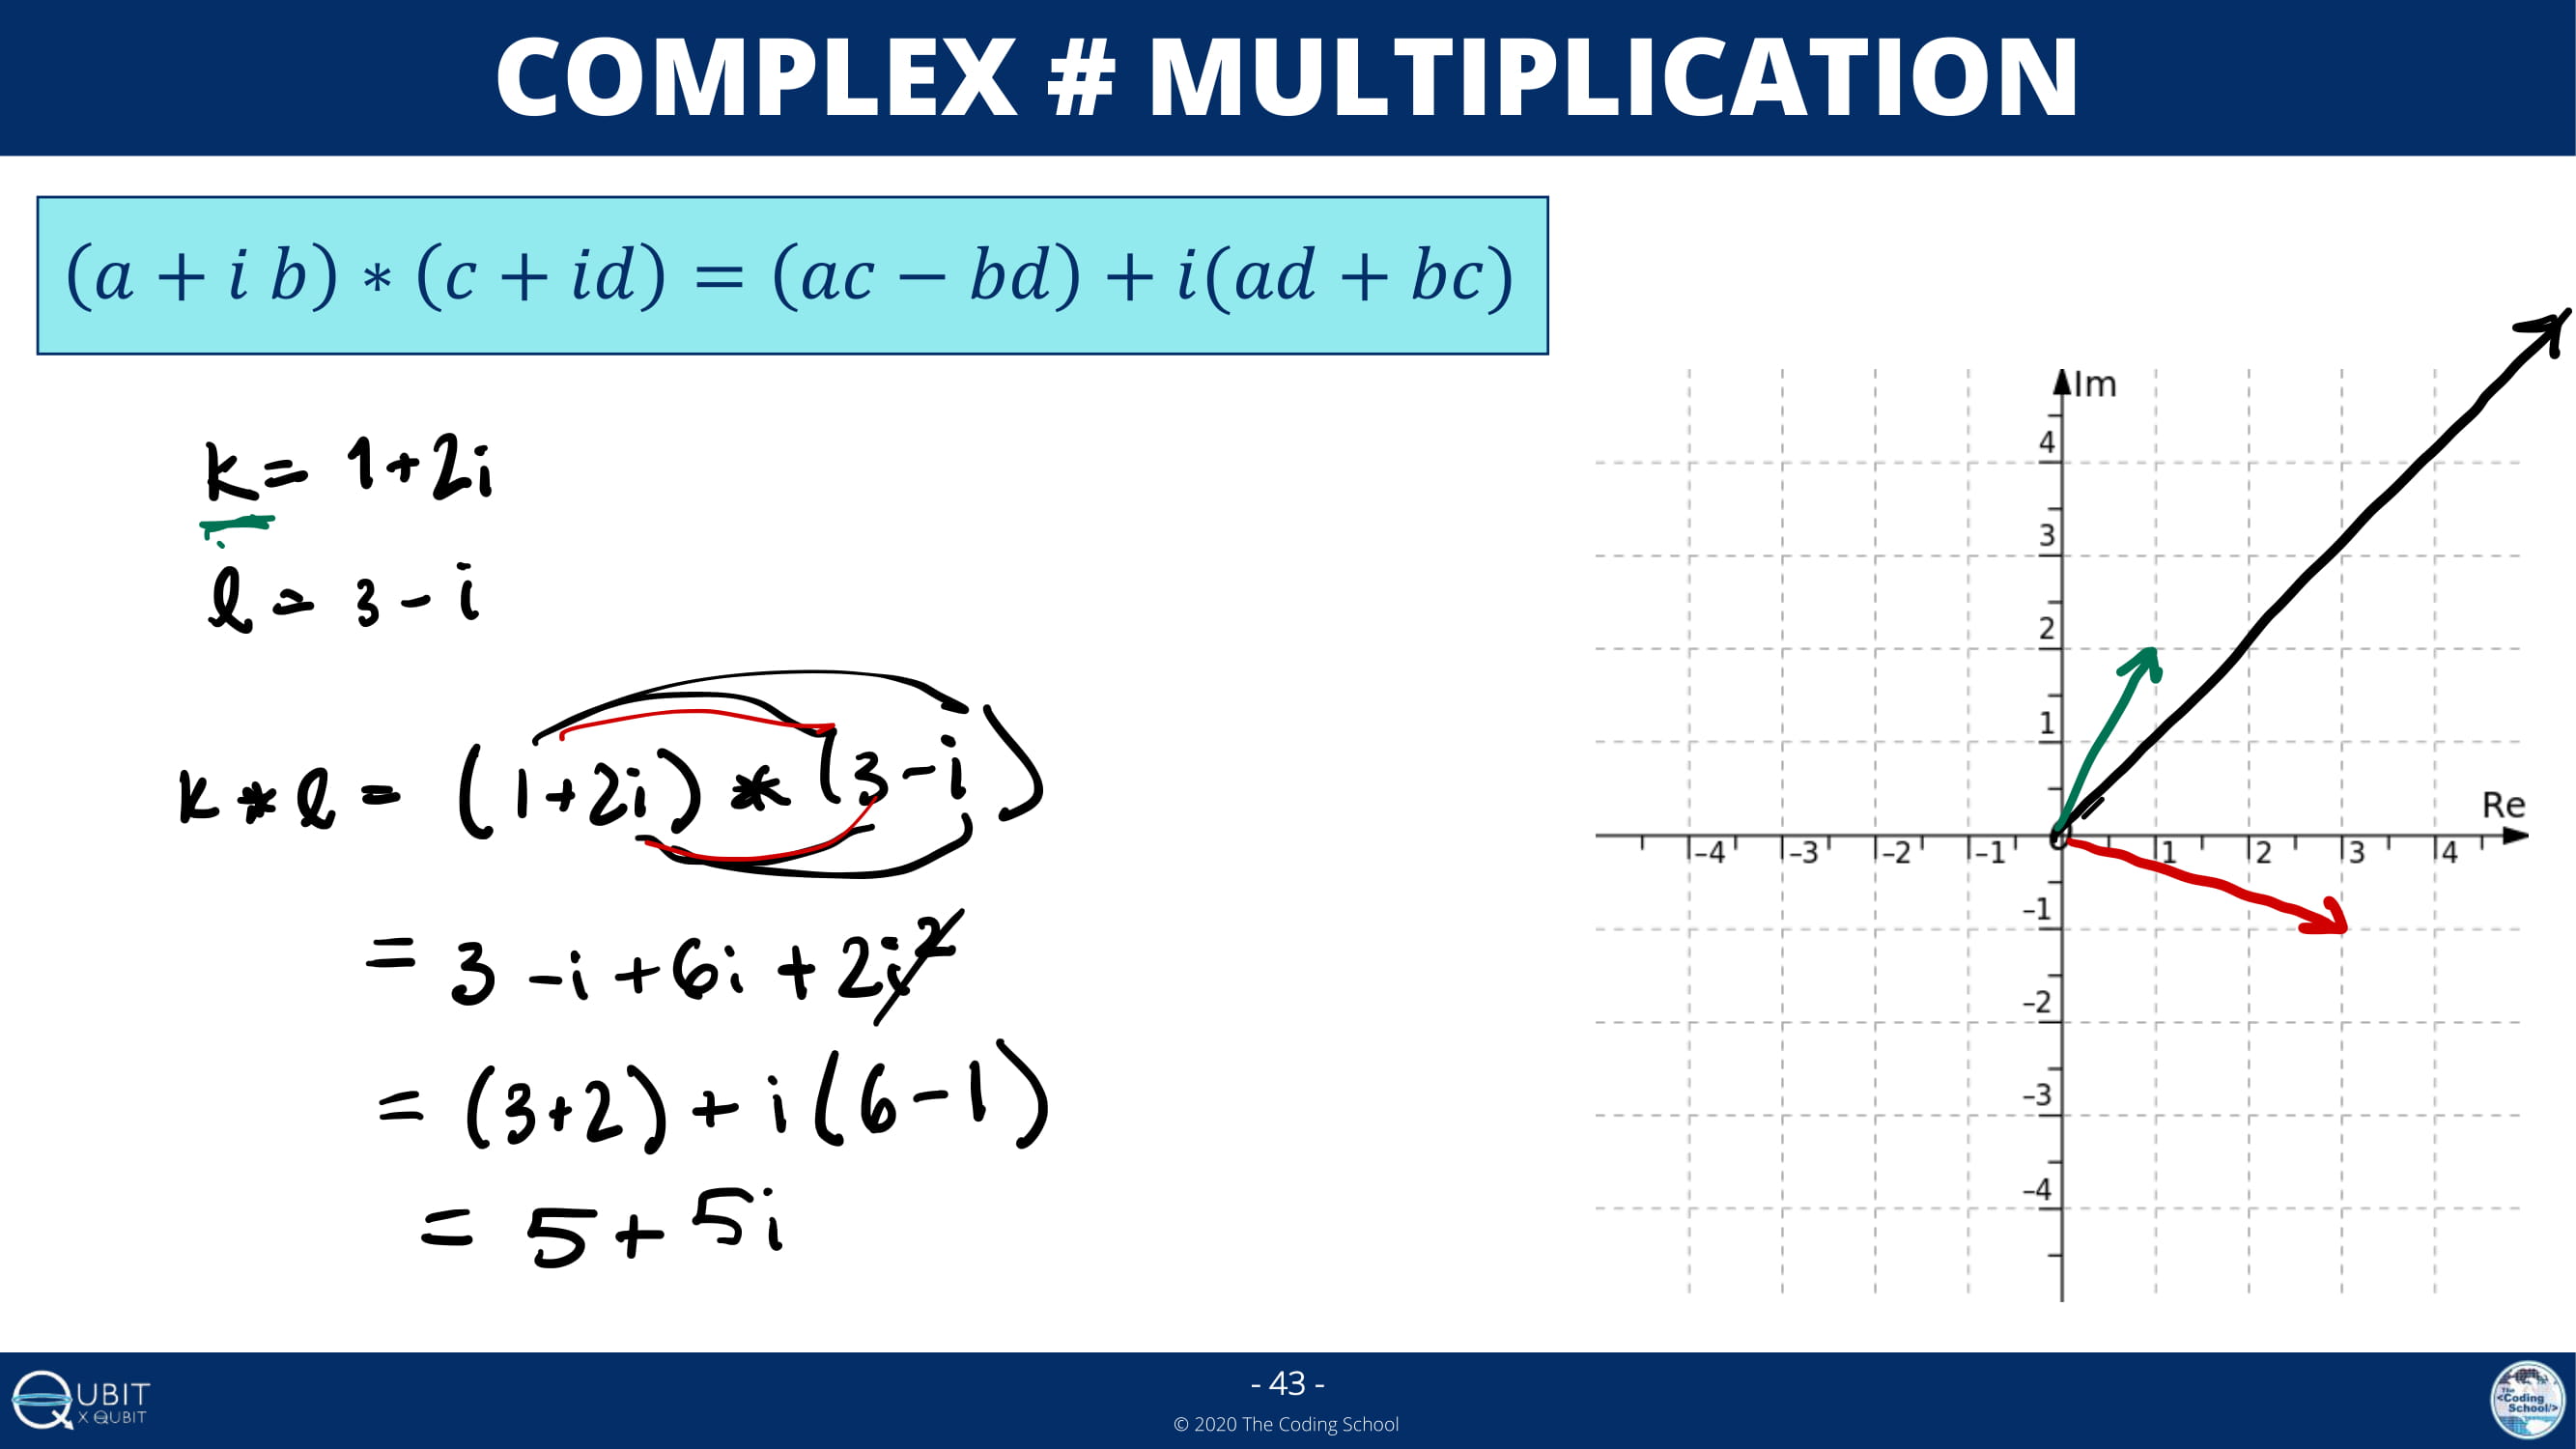 COMPLEX # MULTIPLICATION
(a + i b) ∗ (c + id) = (ac − bd) + i(ad + bc)
k = 1+2i
l = 3 - i
k * l = (1+2i) * (3-i)
= 3 -i +6i +2i²
= (3+2) + i(6-1)
= 5 + 5i
Im
4
3
2
1
Re
-4 -3 -2 -1 0 1 2 3 4
-1
-2
-3
-4
QUBIT
X QUBIT
- 43 -
© 2020 The Coding School
The
<Coding
School/>